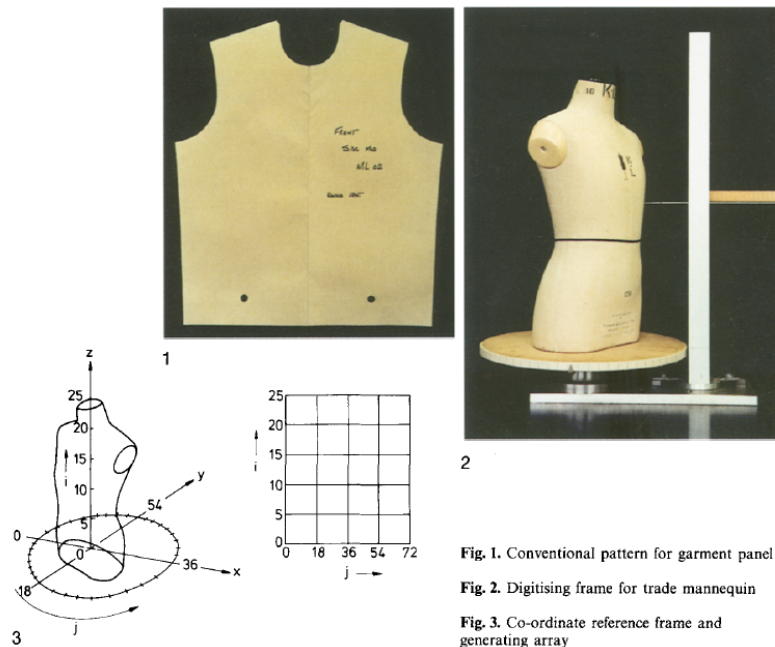 FRONT
SIZE
10
K
1
2
z
25
20
15
10
5
0
i
y
54
0
36
x
18
j
3
25
20
15
10
5
0
i
0 18 36 54 72
j
Fig. 1. Conventional pattern for garment panel
Fig. 2. Digitising frame for trade mannequin
Fig. 3. Co-ordinate reference frame and
generating array